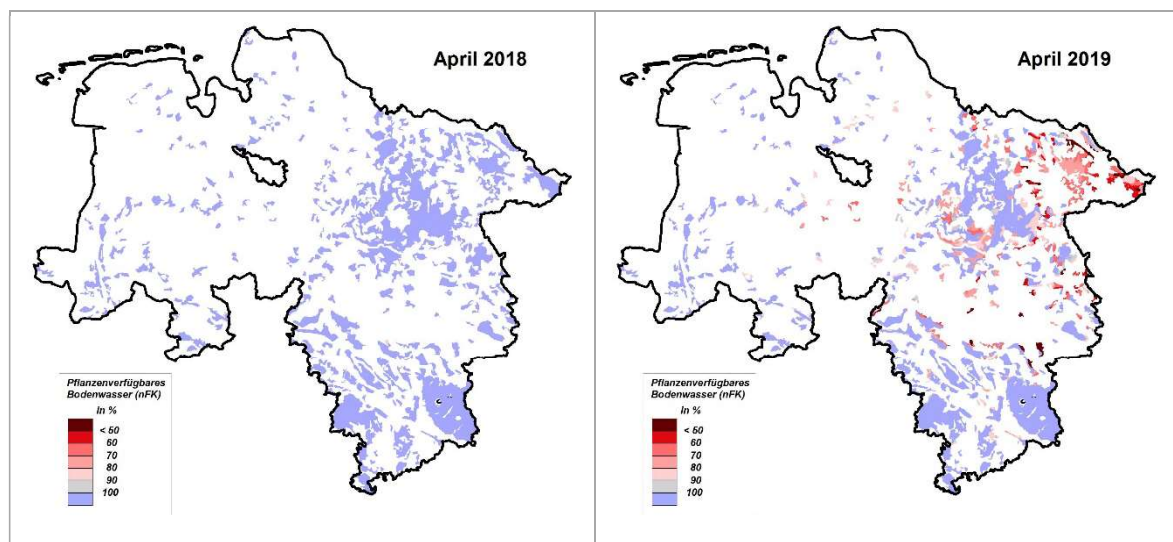 April 2018
Pflanzenverfügbares
Bodenwasser (nFK)
in %
< 50
60
70
80
90
100
April 2019
Pflanzenverfügbares
Bodenwasser (nFK)
in %
< 50
60
70
80
90
100